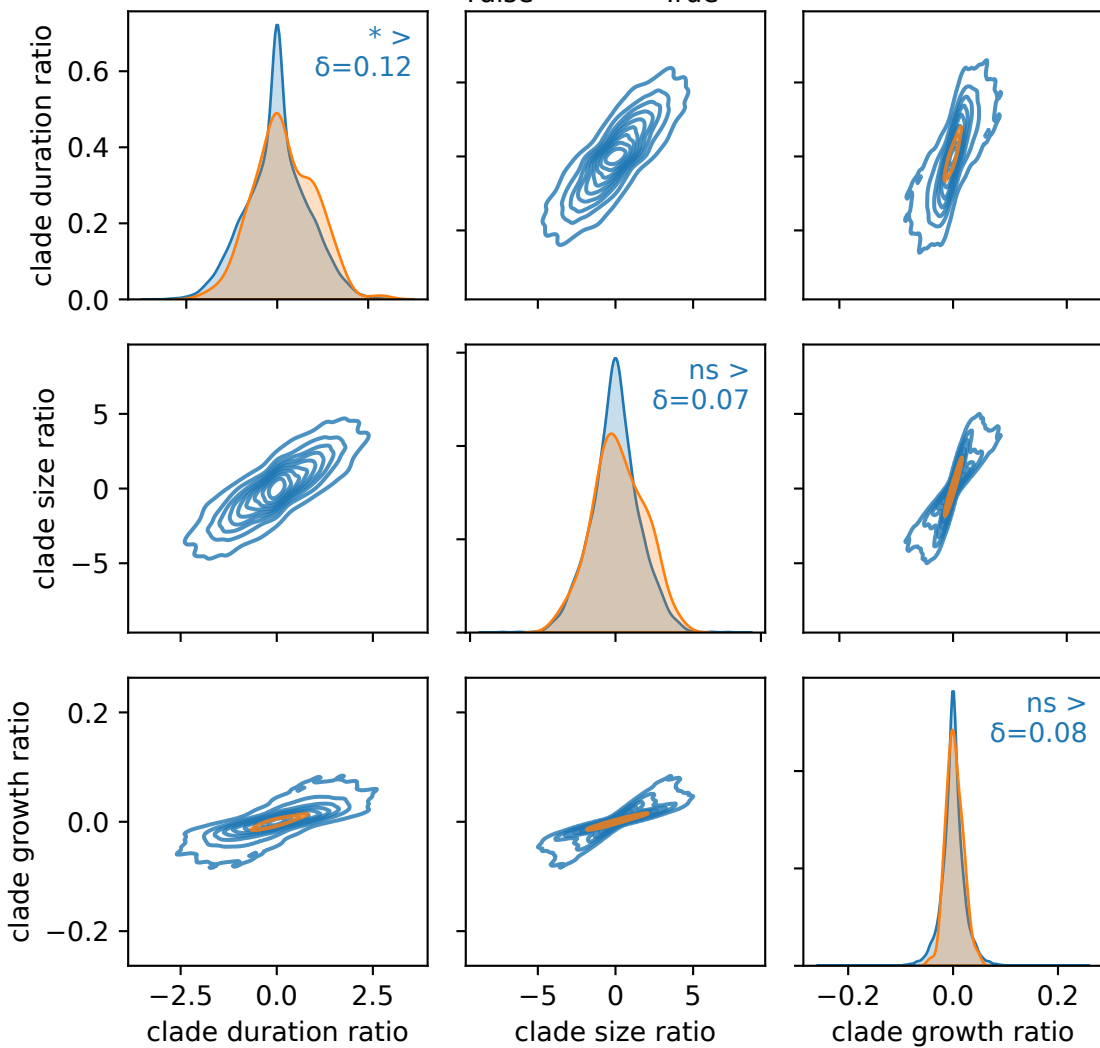 clade duration ratio
0.6
0.4
0.2
0.0
* >
δ=0.12
clade size ratio
5
0
−5
ns >
δ=0.07
clade growth ratio
0.2
0.0
−0.2
ns >
δ=0.08
−2.5 0.0 2.5
−5 0 5
−0.2 0.0 0.2
clade duration ratio
clade size ratio
clade growth ratio